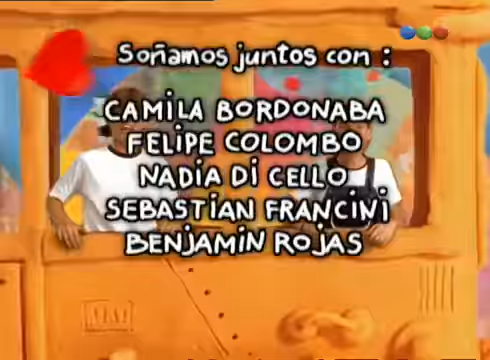 Soñamos juntos con :
CAMILA BORDONABA
FELIPE COLOMBO
NADIA DI CELLO
SEBASTIAN FRANCINI
BENJAMIN ROJAS